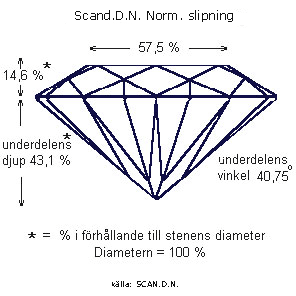 Scand.D.N. Norm. slipning
57,5 %
14,6 % *
underdelens *
djup 43,1 %
underdelens
vinkel 40,75°
* = % i förhållande till stenens diameter
Diametern = 100 %
källa: SCAN.D.N.